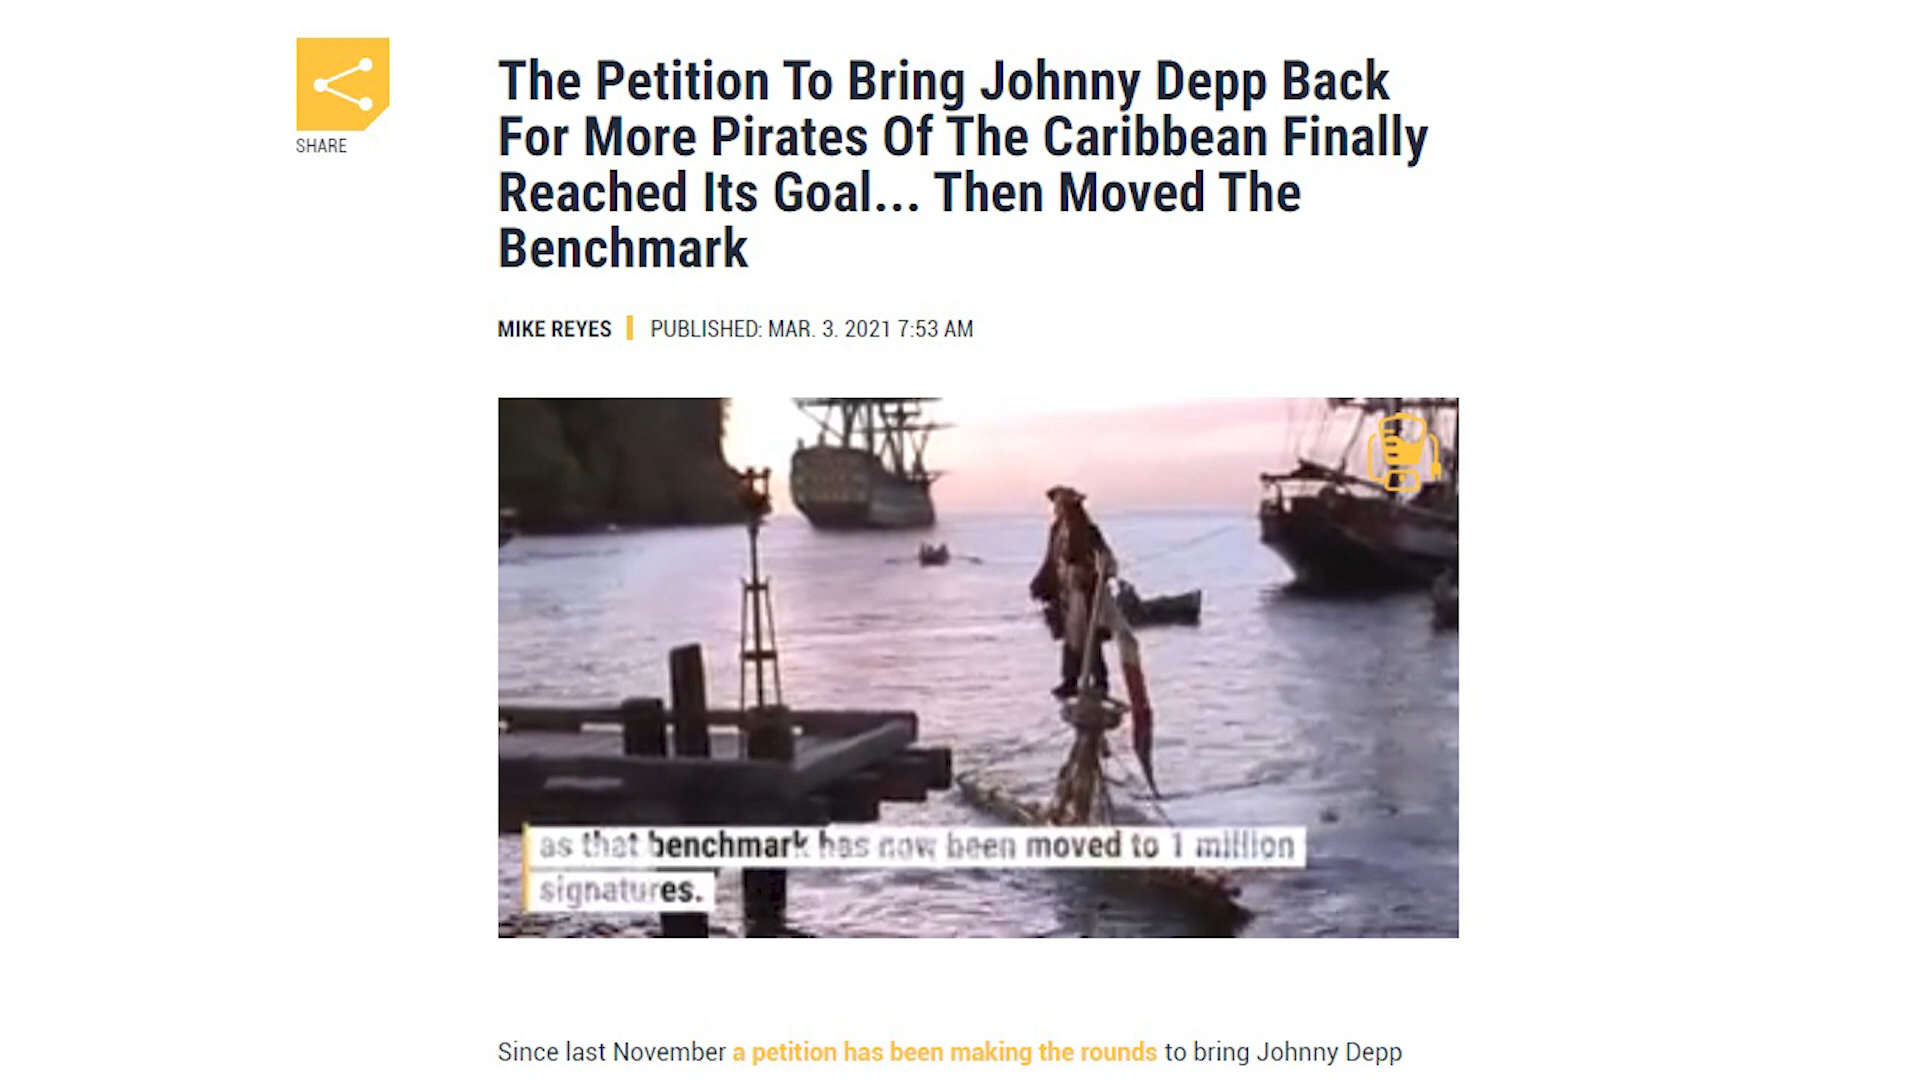 The Petition To Bring Johnny Depp Back
For More Pirates Of The Caribbean Finally
Reached Its Goal... Then Moved The
Benchmark
SHARE
MIKE REYES PUBLISHED: MAR. 3. 2021 7:53 AM
as that benchmark has now been moved to 1 million
signatures.
Since last November a petition has been making the rounds to bring Johnny Depp